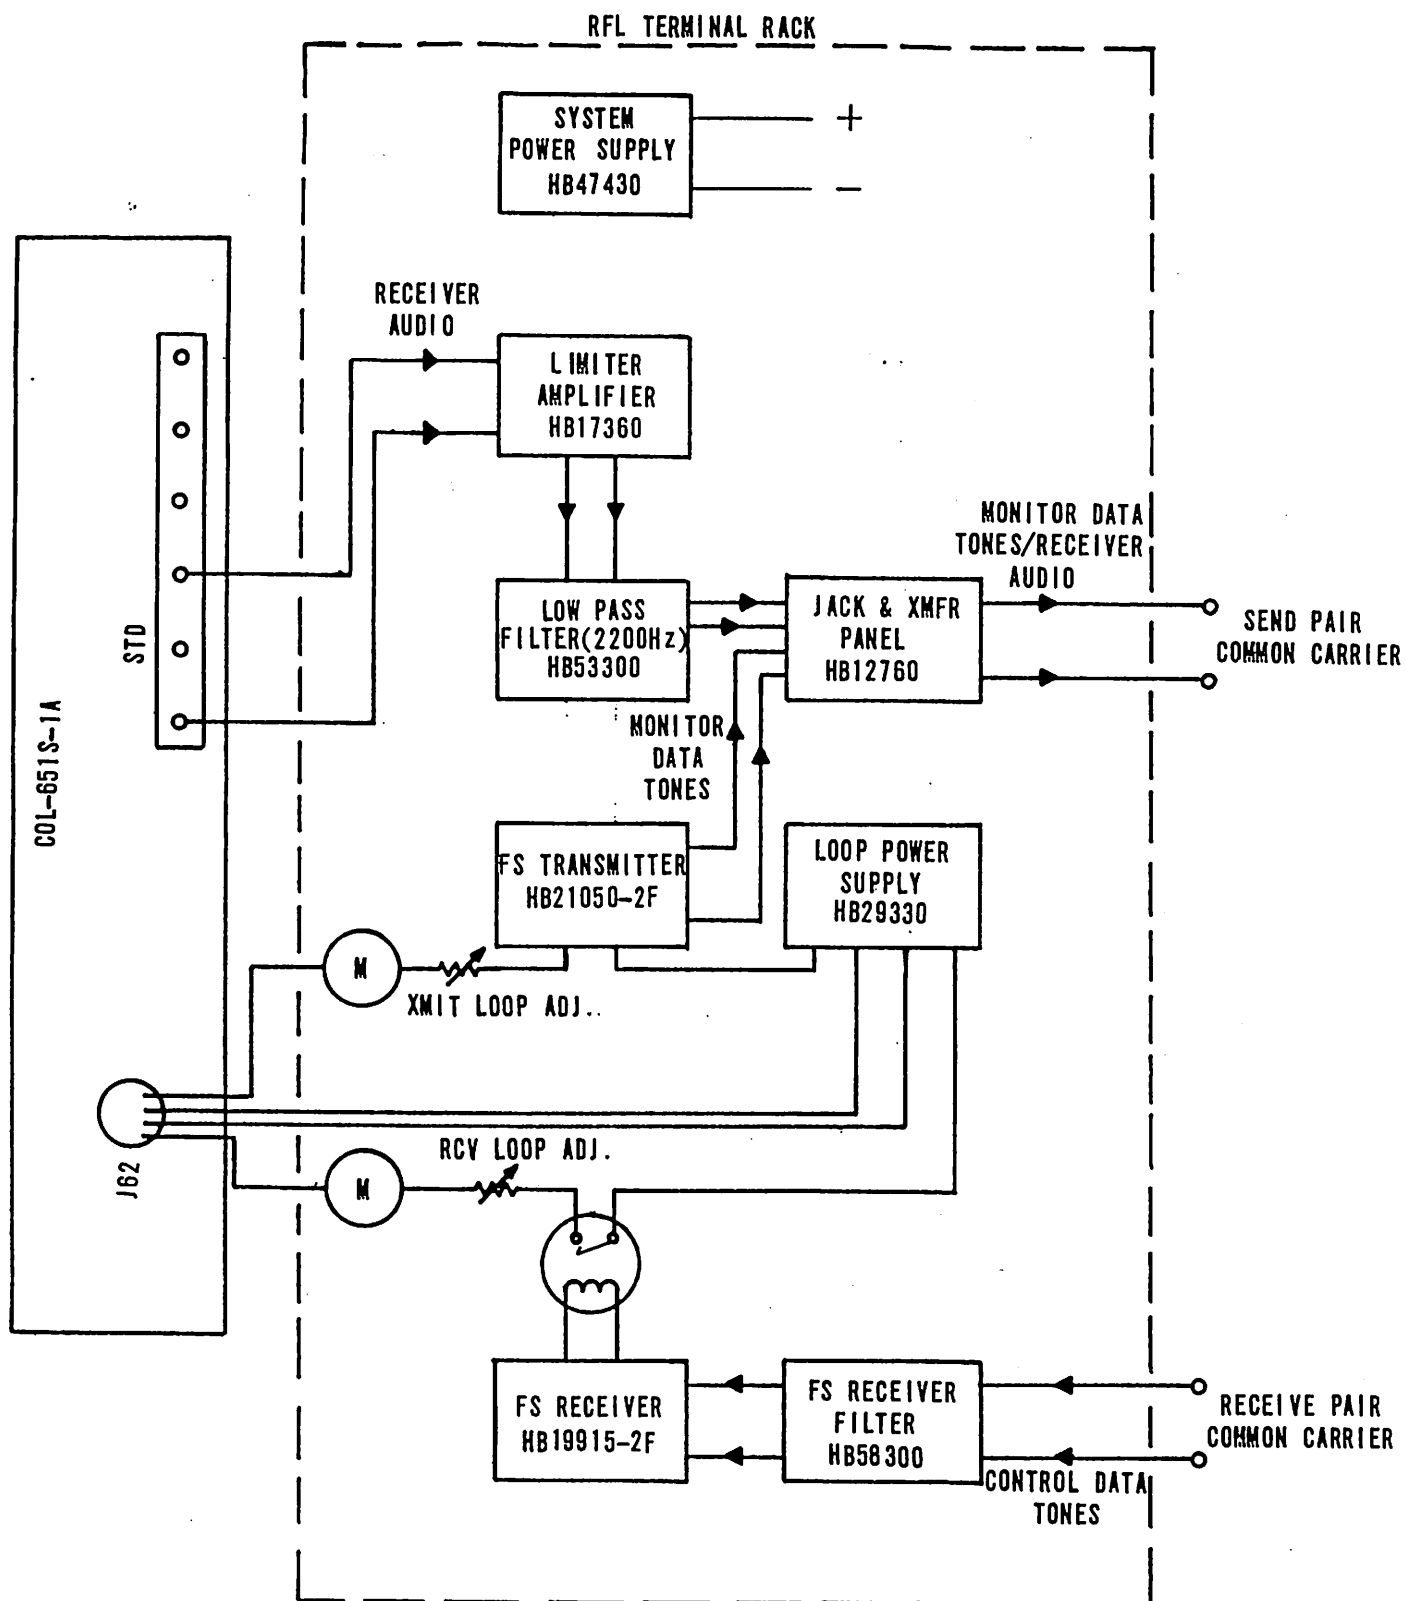 RFL TERMINAL RACK
SYSTEM
POWER SUPPLY
HB47430
+
−
RECEIVER
AUDIO
LIMITER
AMPLIFIER
HB17360
STD
COL-651S-1A
LOW PASS
FILTER(2200Hz)
HB53300
JACK & XMFR
PANEL
HB12760
MONITOR DATA
TONES/RECEIVER
AUDIO
SEND PAIR
COMMON CARRIER
MONITOR
DATA
TONES
FS TRANSMITTER
HB21050-2F
LOOP POWER
SUPPLY
HB29330
M
XMIT LOOP ADJ..
J62
RCV LOOP ADJ.
M
FS RECEIVER
HB19915-2F
FS RECEIVER
FILTER
HB58300
RECEIVE PAIR
COMMON CARRIER
CONTROL DATA
TONES